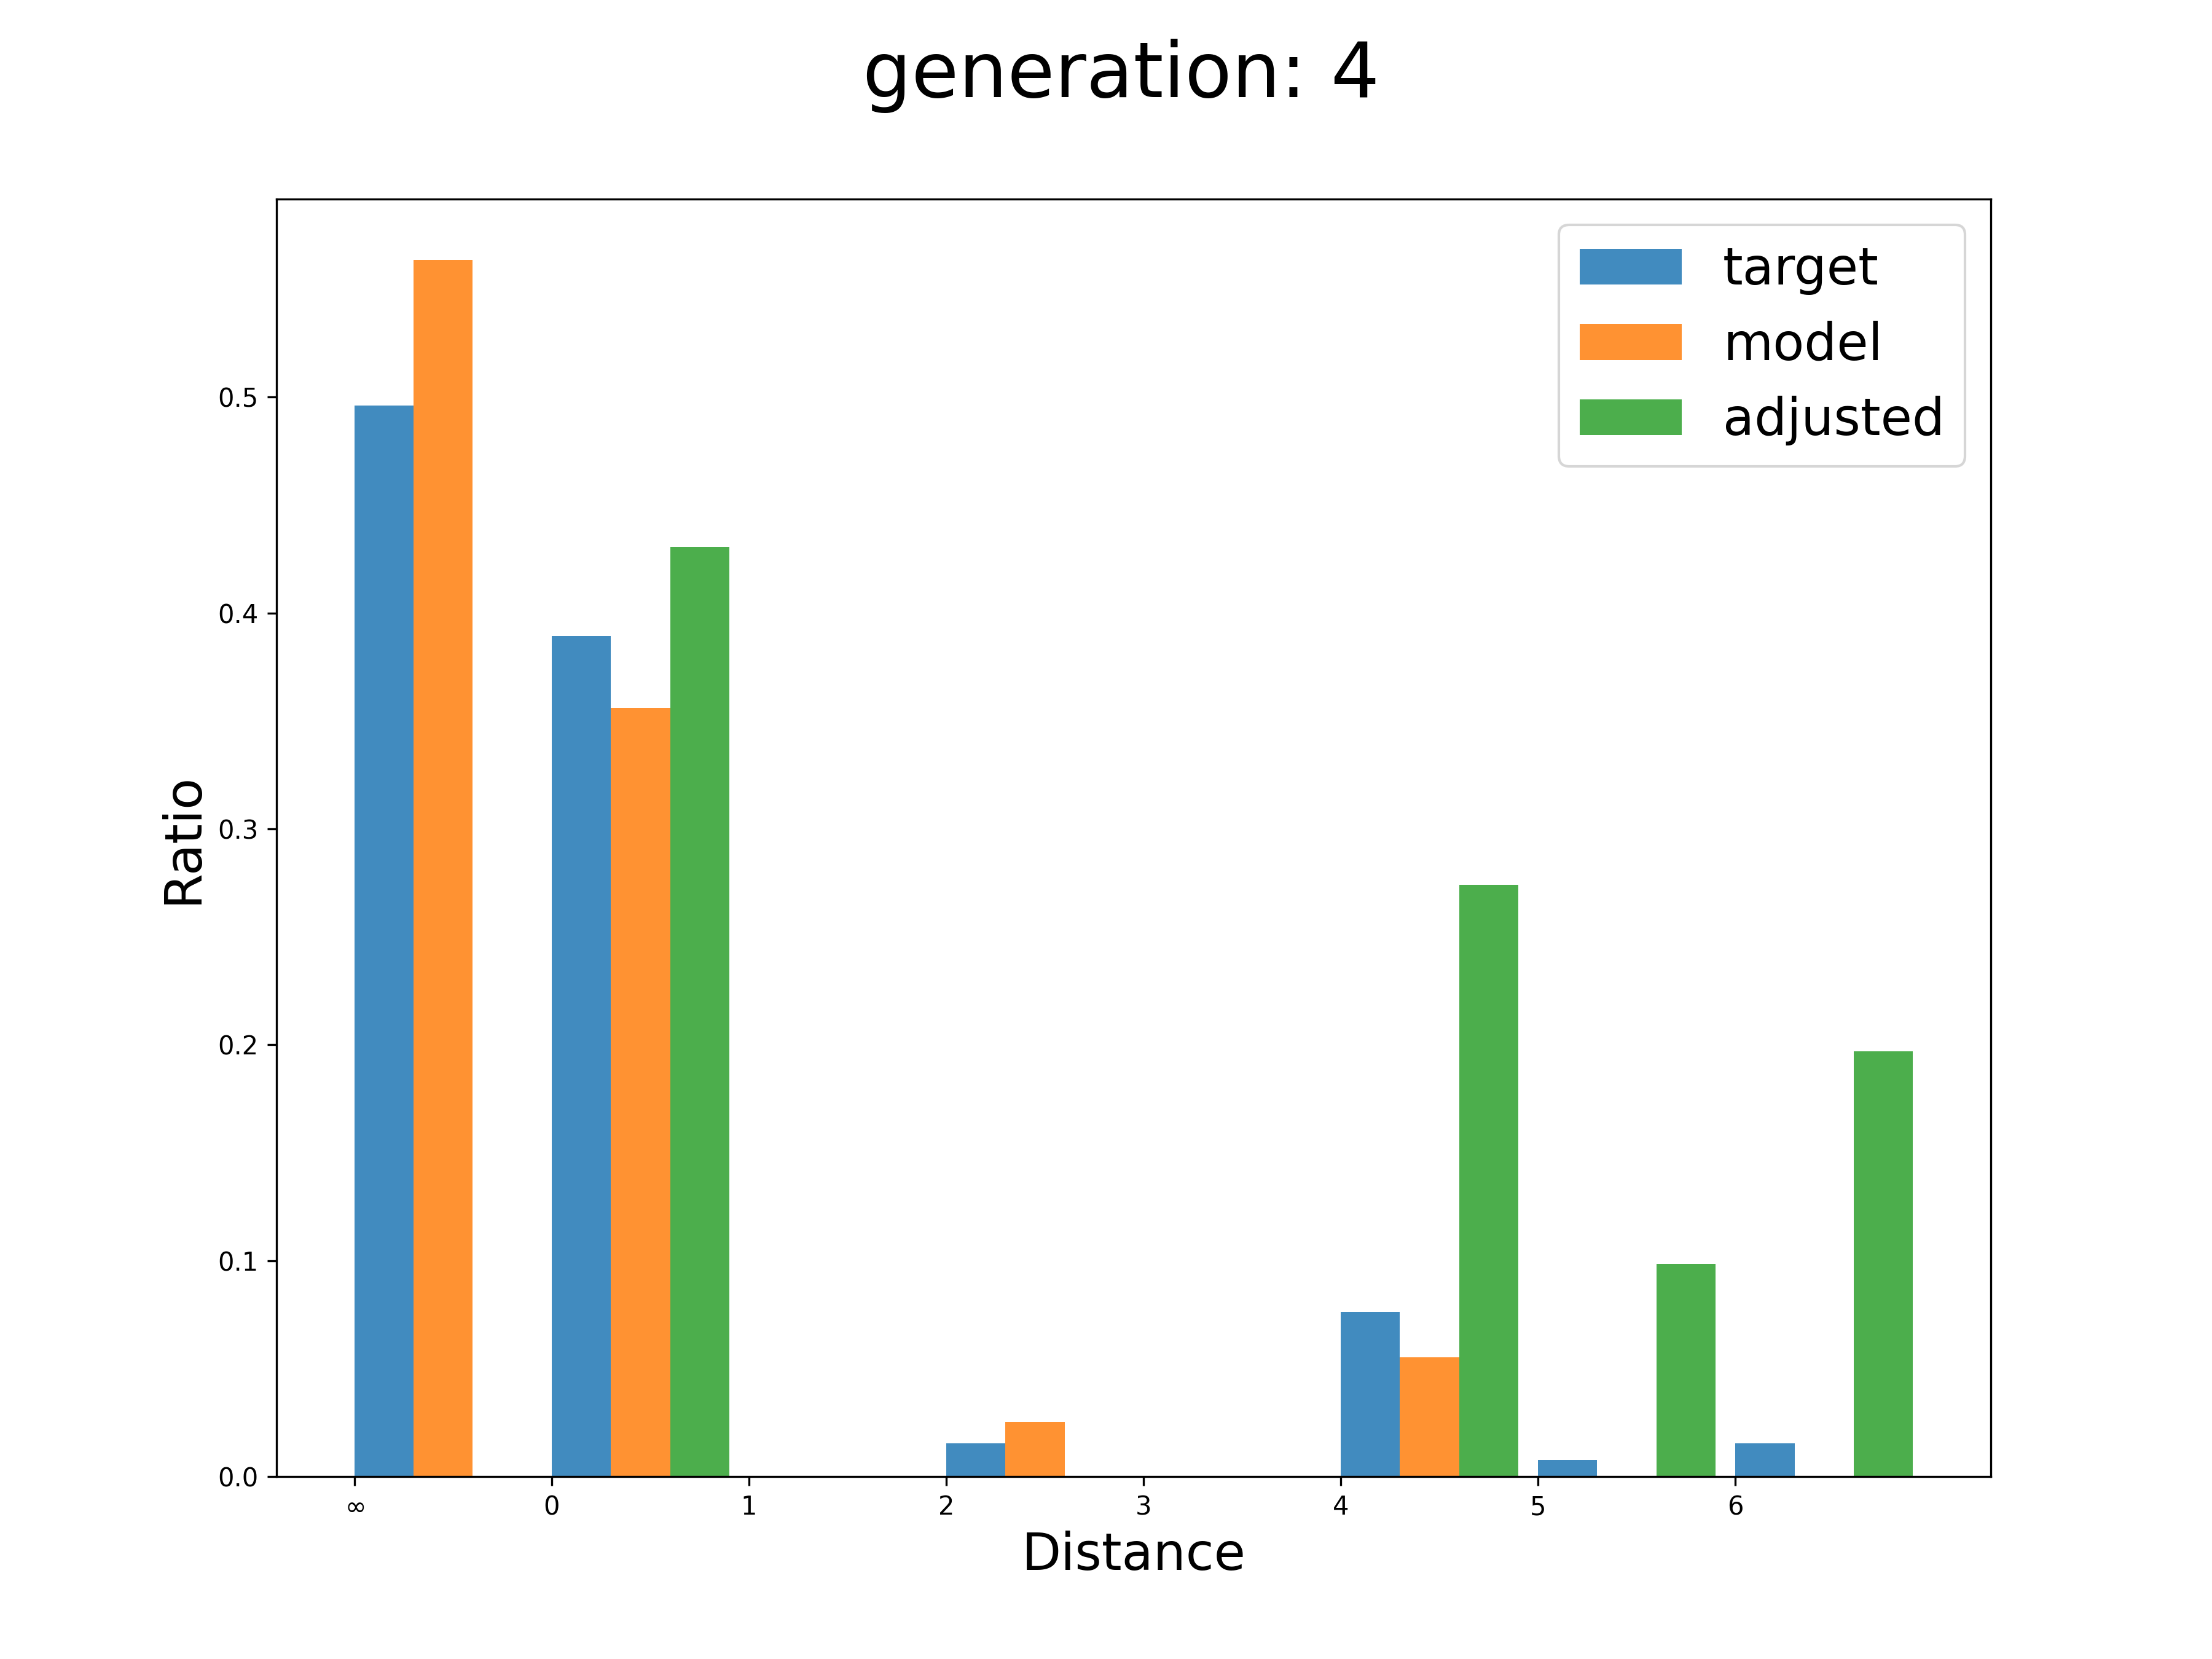 generation: 4
target
model
adjusted
Ratio
0.5
0.4
0.3
0.2
0.1
0.0
∞ 0 1 2 3 4 5 6
Distance